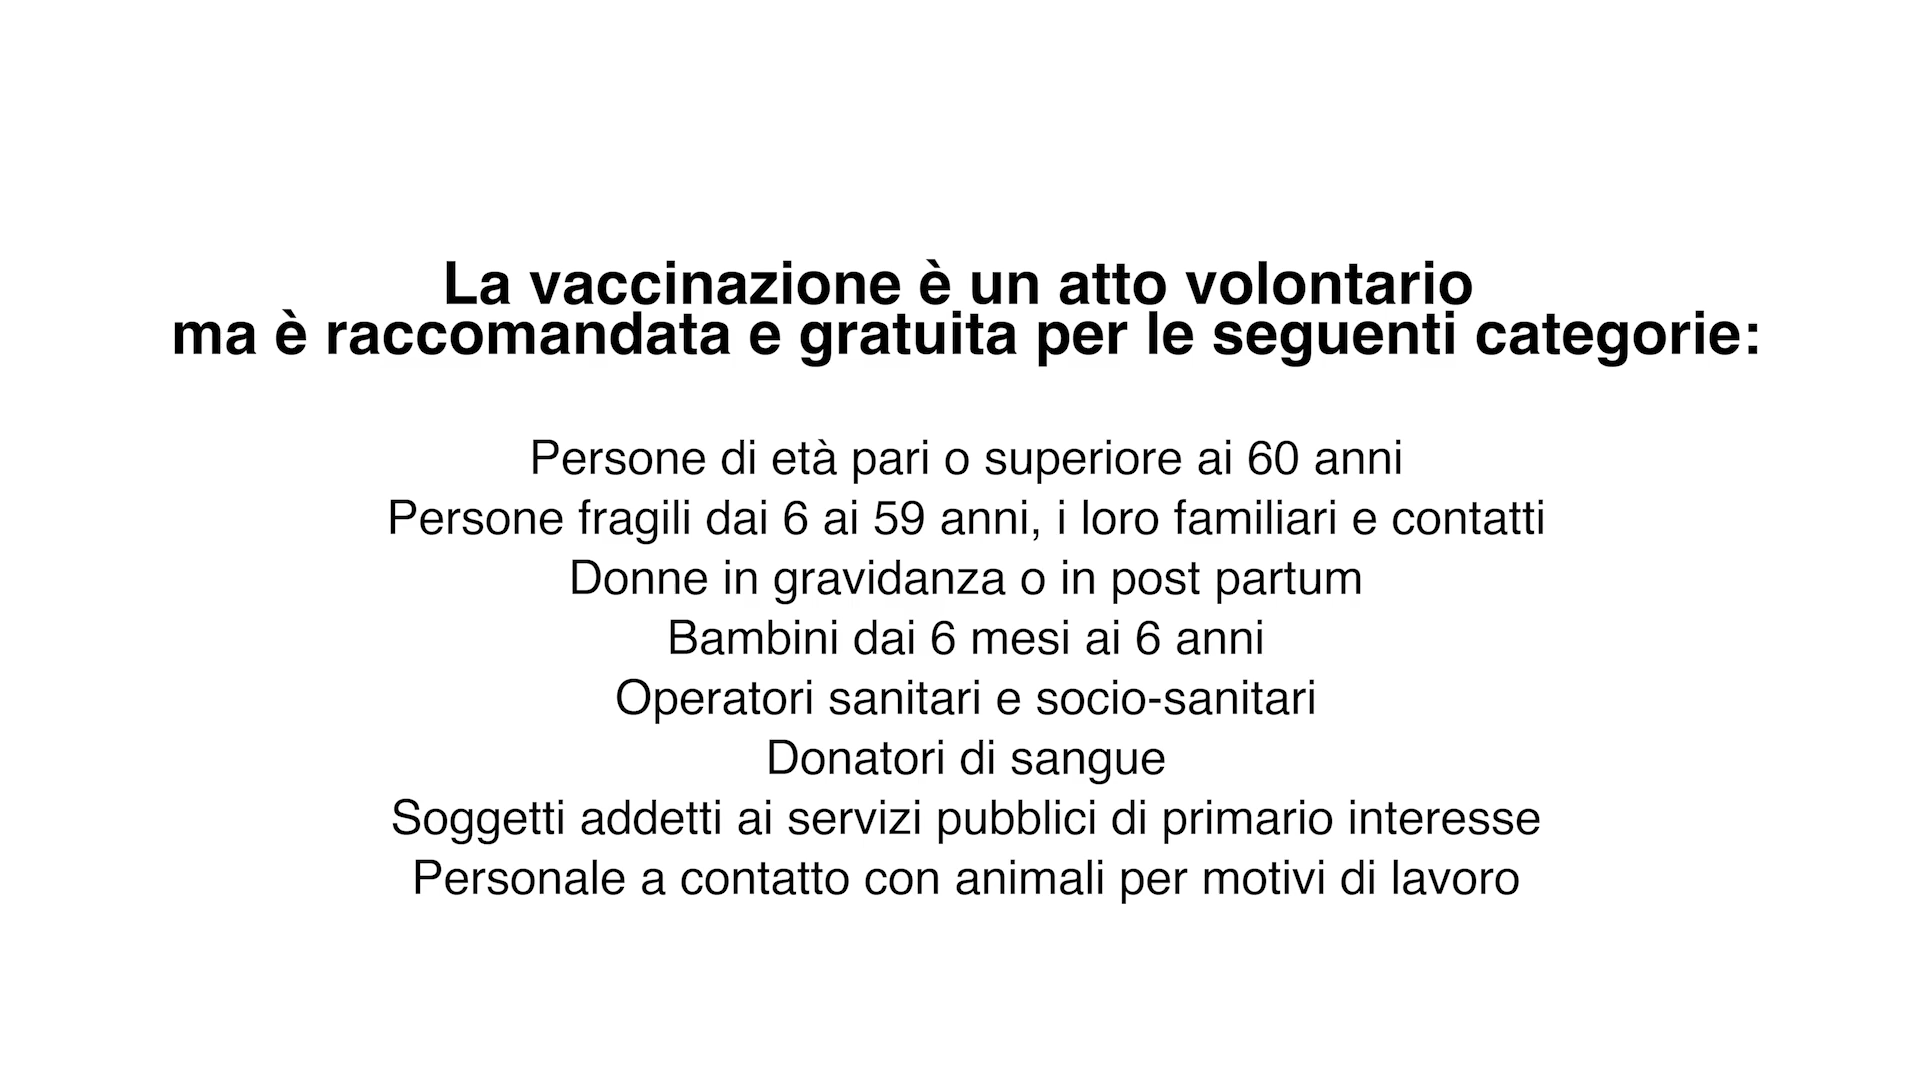 La vaccinazione è un atto volontario
ma è raccomandata e gratuita per le seguenti categorie:
Persone di età pari o superiore ai 60 anni
Persone fragili dai 6 ai 59 anni, i loro familiari e contatti
Donne in gravidanza o in post partum
Bambini dai 6 mesi ai 6 anni
Operatori sanitari e socio-sanitari
Donatori di sangue
Soggetti addetti ai servizi pubblici di primario interesse
Personale a contatto con animali per motivi di lavoro